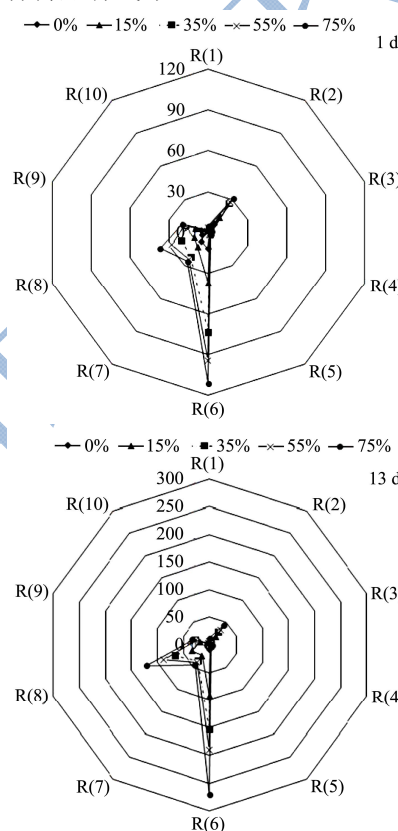 0% 15% 35% 55% 75%
1 d
R(1)
120
R(10) R(2)
90
60
R(9) R(3)
30
R(8) R(4)
R(7) R(5)
R(6)
0% 15% 35% 55% 75%
R(1)
300 13 d
R(10) R(2)
250
200
150
R(9) R(3
100
50
0
R(8) R(4
R(7) R(5)
R(6)